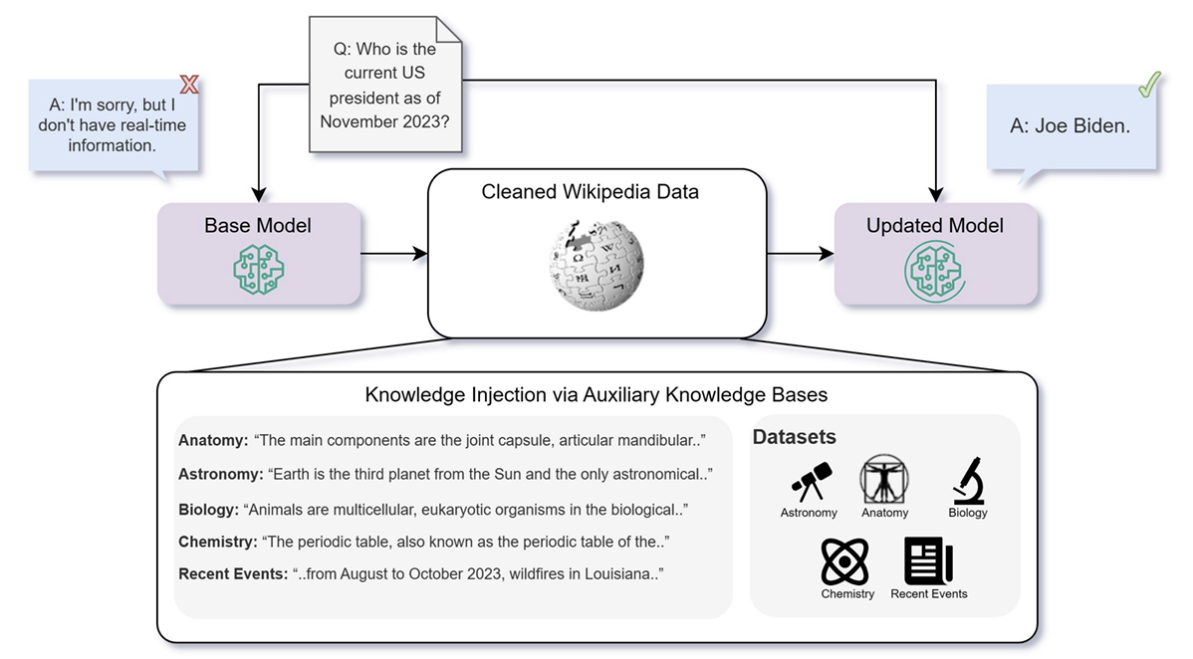 Q: Who is the
current US
president as of
November 2023?
A: I'm sorry, but I
don't have real-time
information.
A: Joe Biden.
Base Model
Cleaned Wikipedia Data
Updated Model
Knowledge Injection via Auxiliary Knowledge Bases
Anatomy: “The main components are the joint capsule, articular mandibular..”
Astronomy: “Earth is the third planet from the Sun and the only astronomical..”
Biology: “Animals are multicellular, eukaryotic organisms in the biological..”
Chemistry: “The periodic table, also known as the periodic table of the..”
Recent Events: “..from August to October 2023, wildfires in Louisiana..”
Datasets
Astronomy
Anatomy
Biology
Chemistry
Recent Events